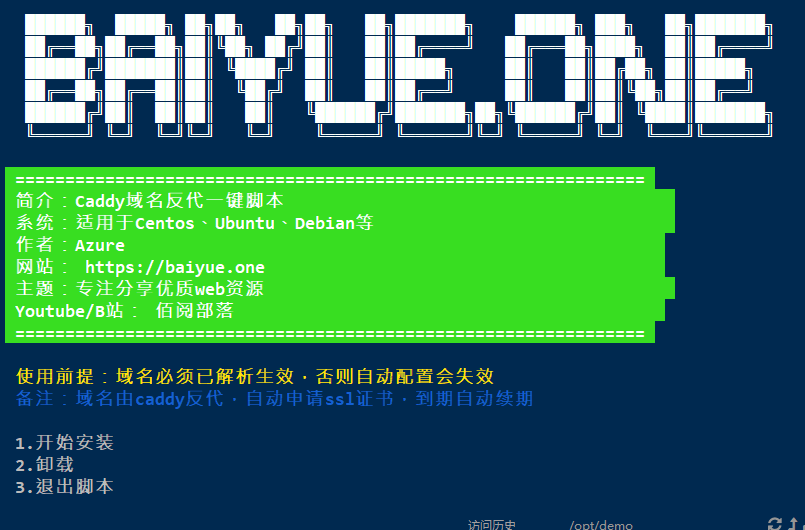 BAIYUE.ONE
=======================================================
简介：Caddy域名反代一键脚本
系统：适用于Centos、Ubuntu、Debian等
作者：Azure
网站： https://baiyue.one
主题：专注分享优质web资源
Youtube/B站： 佰阅部落
=======================================================
使用前提：域名必须已解析生效，否则自动配置会失效
备注：域名由caddy反代，自动申请ssl证书，到期自动续期
1.开始安装
2.卸载
3.退出脚本
访问历史 /opt/demo